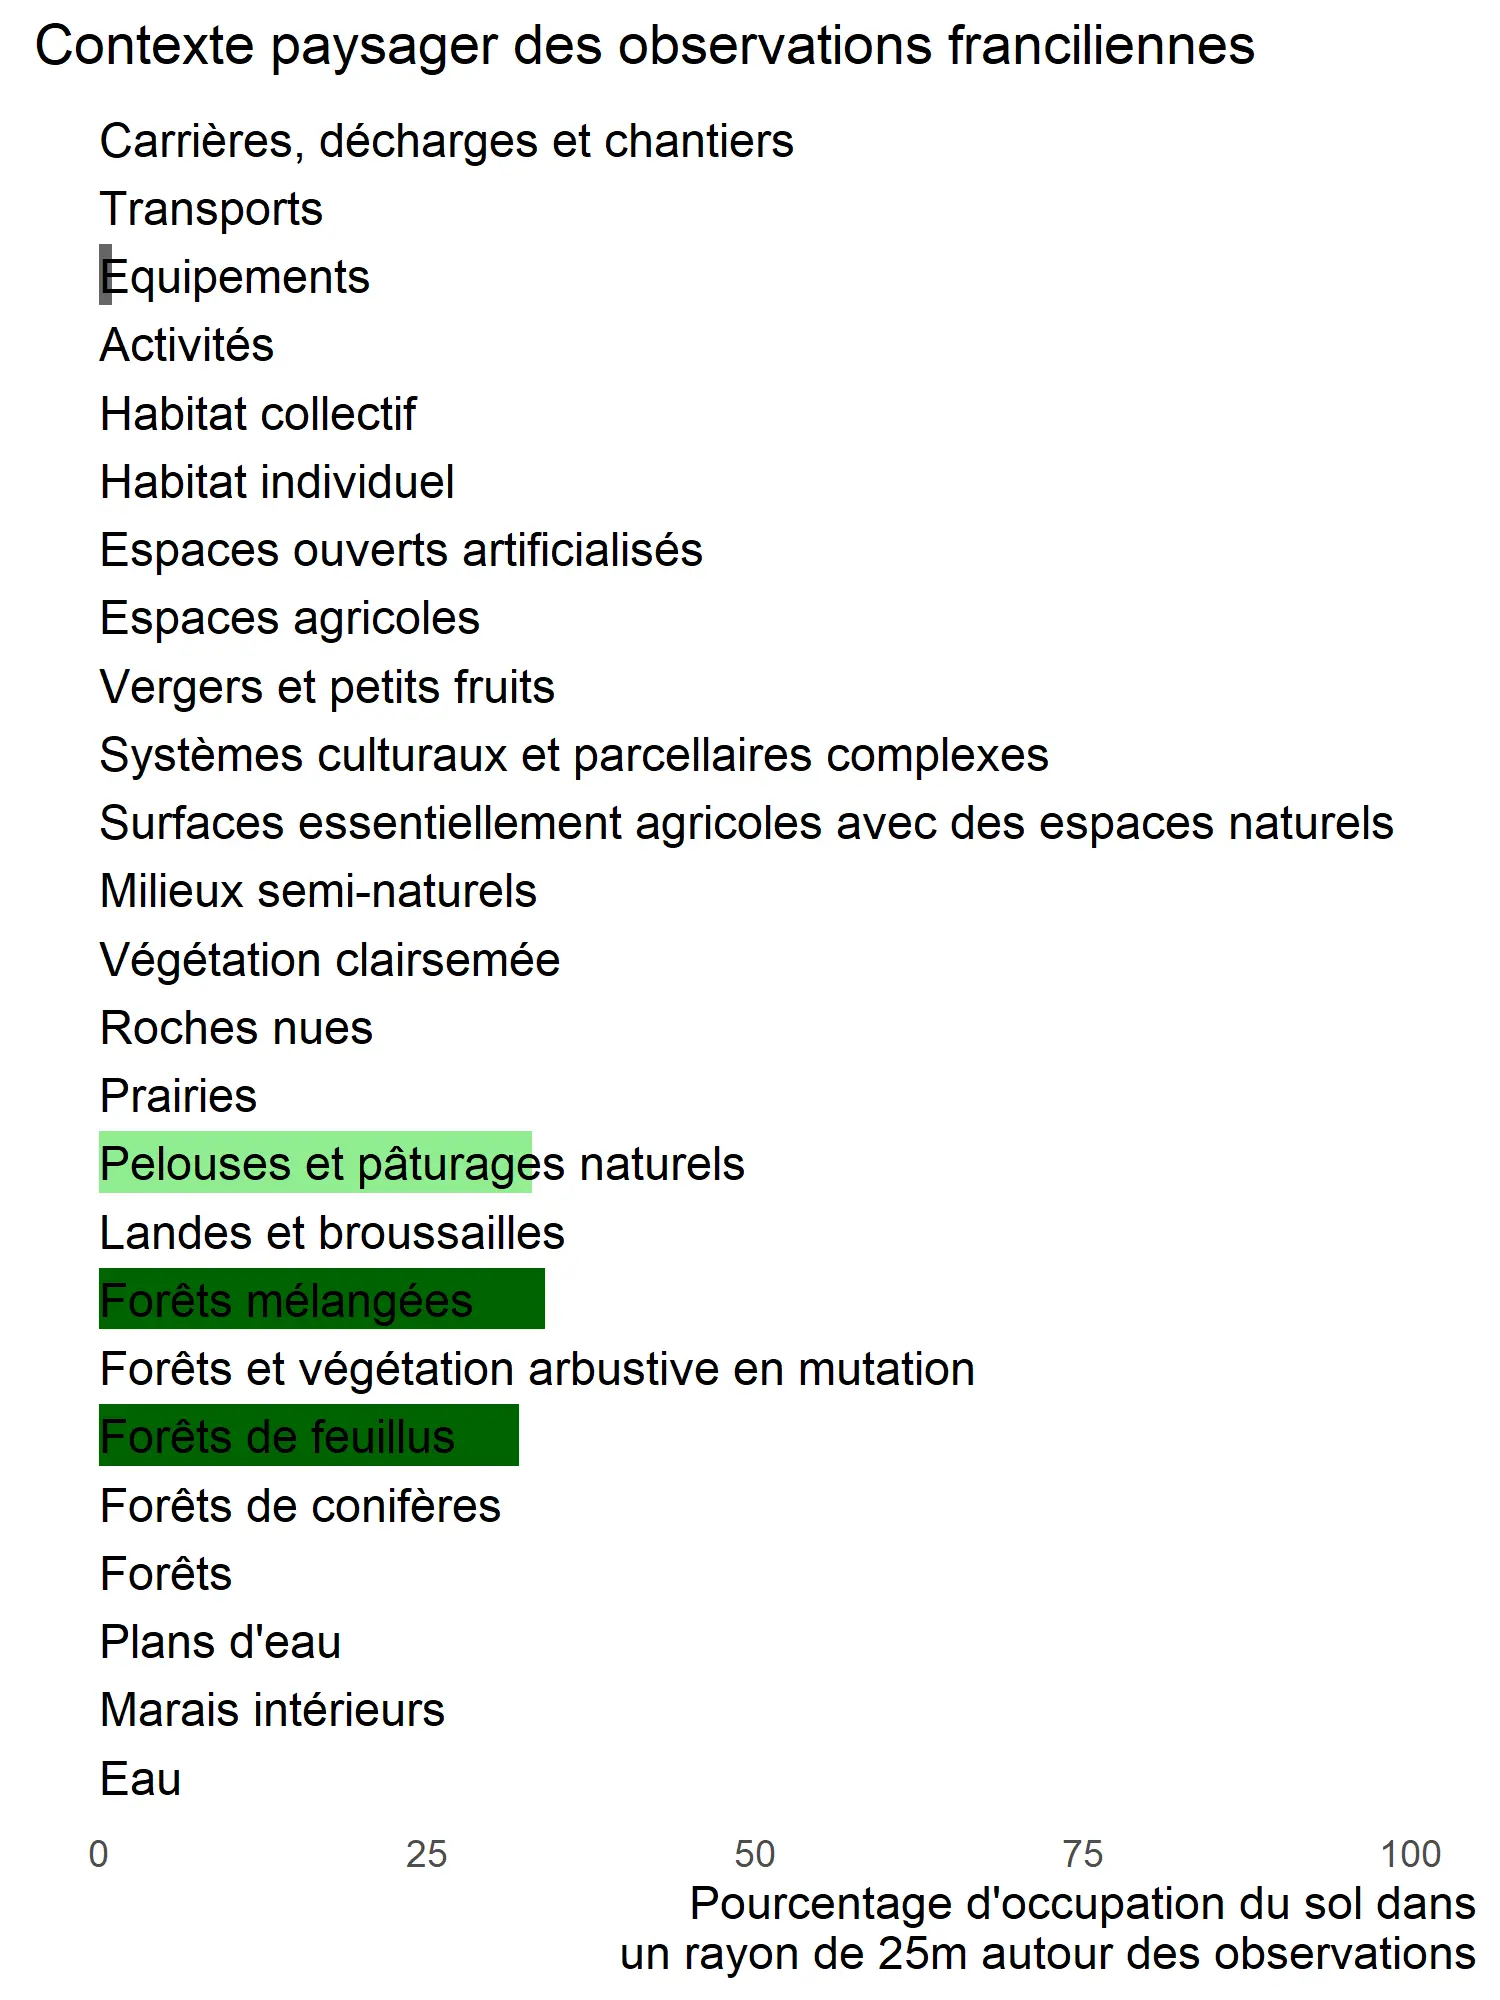 Contexte paysager des observations franciliennes
Carrières, décharges et chantiers
Transports
Equipements
Activités
Habitat collectif
Habitat individuel
Espaces ouverts artificialisés
Espaces agricoles
Vergers et petits fruits
Systèmes culturaux et parcellaires complexes
Surfaces essentiellement agricoles avec des espaces naturels
Milieux semi-naturels
Végétation clairsemée
Roches nues
Prairies
Pelouses et pâturages naturels
Landes et broussailles
Forêts mélangées
Forêts et végétation arbustive en mutation
Forêts de feuillus
Forêts de conifères
Forêts
Plans d'eau
Marais intérieurs
Eau
0 25 50 75 100
Pourcentage d'occupation du sol dans
un rayon de 25m autour des observations